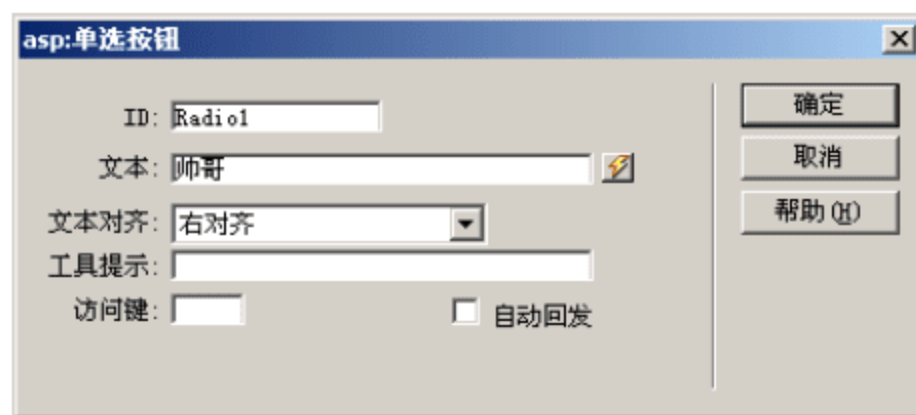 asp:单选按钮
ID: Radio1
确定
文本: 帅哥
取消
文本对齐: 右对齐
帮助(H)
工具提示:
访问键:
自动回发